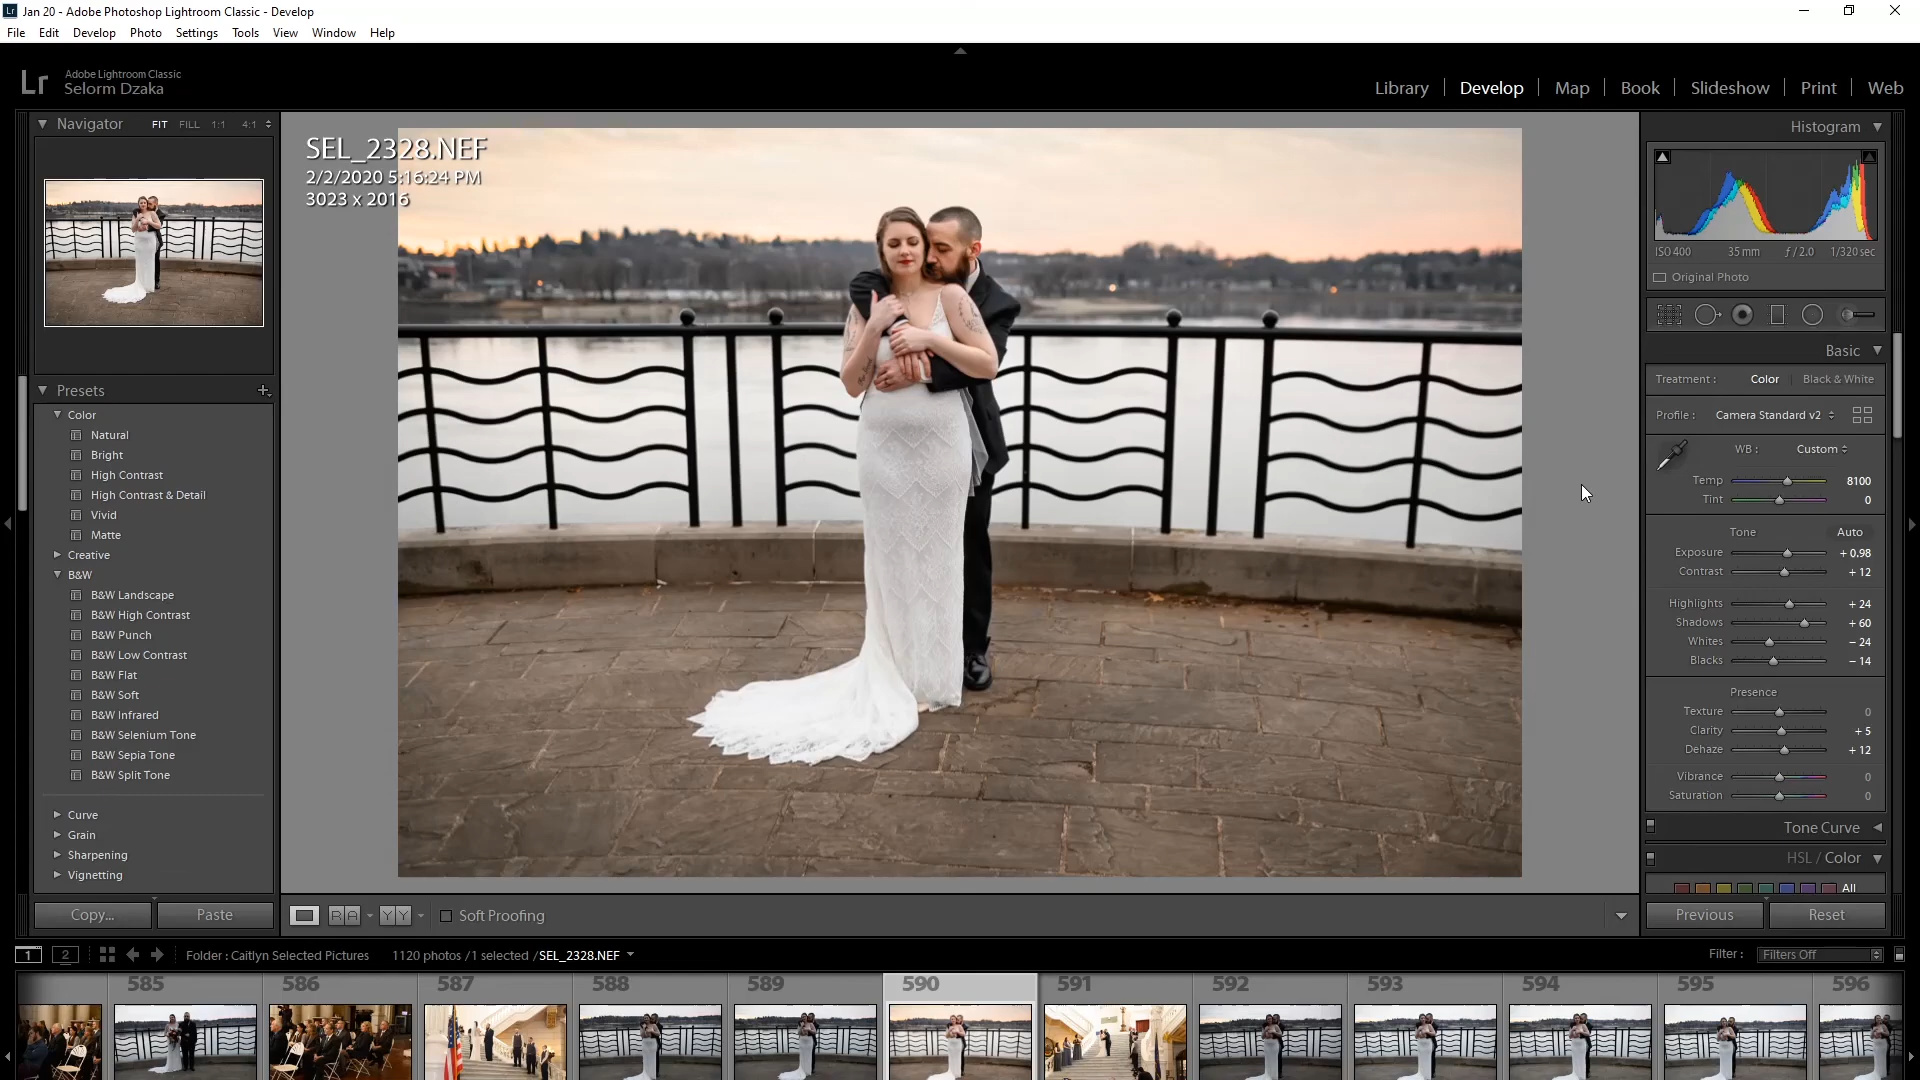 Lr Jan 20 - Adobe Photoshop Lightroom Classic - Develop
File Edit Develop Photo Settings Tools View Window Help
Lr Adobe Lightroom Classic
Selorm Dzaka
Library Develop Map Book Slideshow Print Web
Navigator FIT FILL 1:1 4:1
SEL_2328.NEF
2/2/2020 5:16:24 PM
3023 x 2016
Presets +
Color
Natural
Bright
High Contrast
High Contrast & Detail
Vivid
Matte
Creative
B&W
B&W Landscape
B&W High Contrast
B&W Punch
B&W Low Contrast
B&W Flat
B&W Soft
B&W Infrared
B&W Selenium Tone
B&W Sepia Tone
B&W Split Tone
Curve
Grain
Sharpening
Vignetting
Copy... Paste
R A Y Y Soft Proofing
Histogram
ISO 400 35 mm ƒ / 2.0 1/320 sec
Original Photo
Basic
Treatment : Color Black & White
Profile : Camera Standard v2
WB : Custom
Temp 8100
Tint 0
Tone Auto
Exposure + 0.98
Contrast + 12
Highlights + 24
Shadows + 60
Whites – 24
Blacks – 14
Presence
Texture 0
Clarity + 5
Dehaze + 12
Vibrance 0
Saturation 0
Tone Curve
HSL / Color
All
Previous Reset
1 2 Folder : Caitlyn Selected Pictures 1120 photos / 1 selected / SEL_2328.NEF Filter : Filters Off
585 586 587 588 589 590 591 592 593 594 595 596